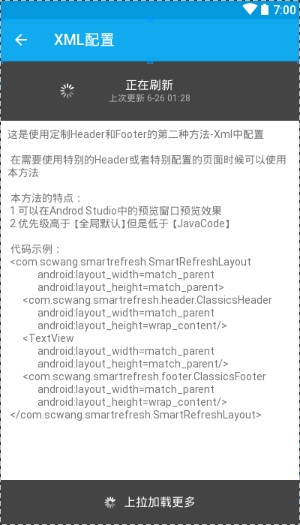 7:00
XML配置
正在刷新
上次更新 6-26 01:28
这是使用定制Header和Footer的第二种方法-Xml中配置
在需要使用特别的Header或者特别配置的页面时候可以使用
本方法
本方法的特点：
1.可以在Androd Studio中的预览窗口预览效果
2.优先级高于【全局默认】但是低于【JavaCode】
代码示例：
<com.scwang.smartrefresh.SmartRefreshLayout
android:layout_width=match_parent
android:layout_height=match_parent>
<com.scwang.smartrefresh.header.ClassicsHeader
android:layout_width=match_parent
android:layout_height=wrap_content/>
<TextView
android:layout_width=match_parent
android:layout_height=match_parent/>
<com.scwang.smartrefresh.footer.ClassicsFooter
android:layout_width=match_parent
android:layout_height=wrap_content/>
</com.scwang.smartrefresh.SmartRefreshLayout>
上拉加载更多